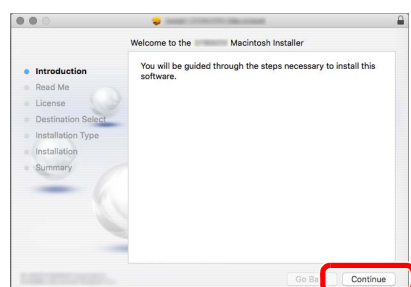 Welcome to the Macintosh Installer
Introduction
Read Me
License
Destination Select
Installation Type
Installation
Summary
You will be guided through the steps necessary to install this
software.
Go Ba
Continue